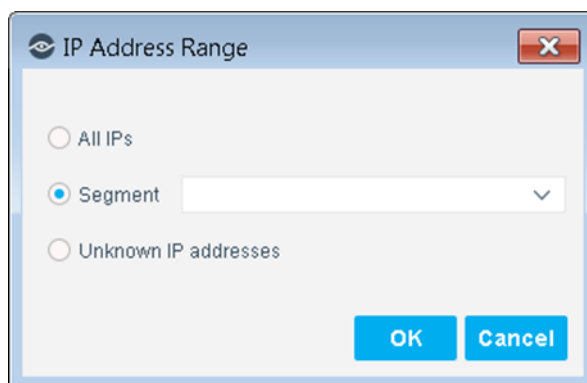 IP Address Range
All IPs
Segment
Unknown IP addresses
OK Cancel